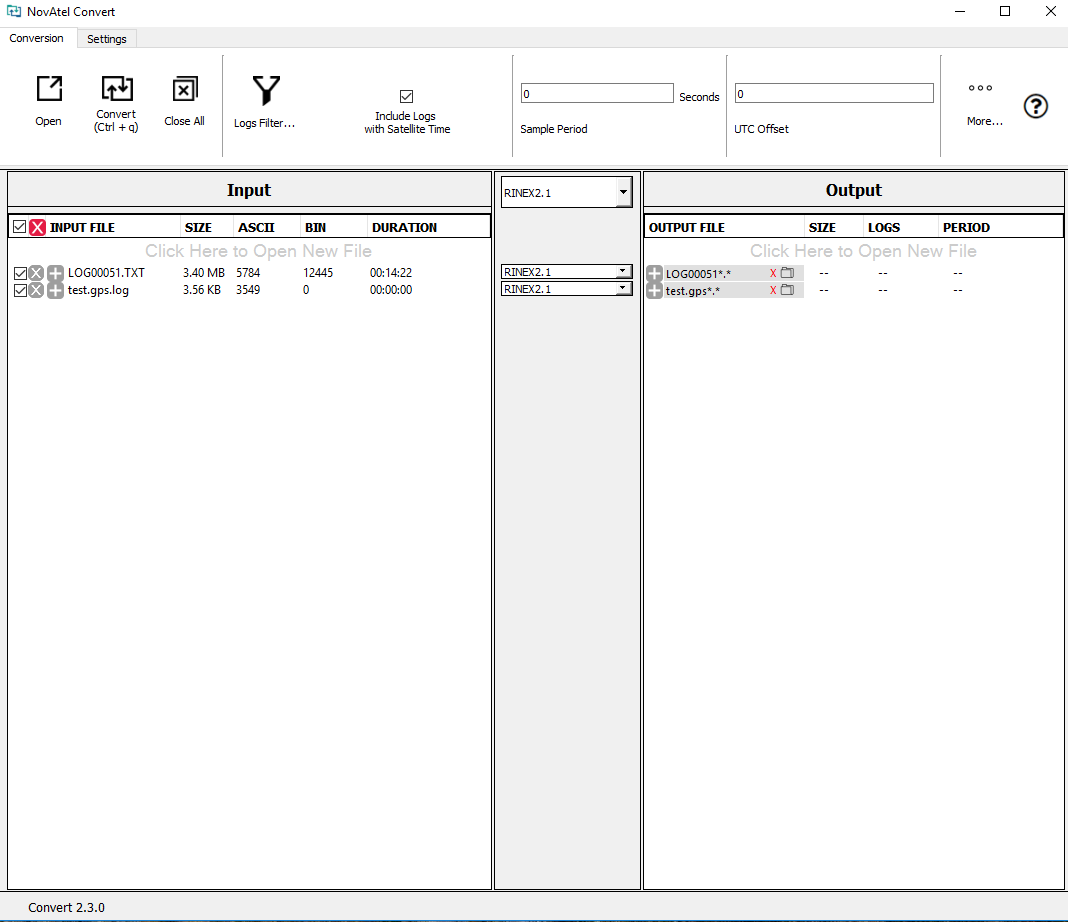 NovAtel Convert
Conversion Settings
Open
Convert
(Ctrl + q)
Close All
Logs Filter...
Include Logs
with Satellite Time
0 Seconds
Sample Period
0
UTC Offset
More...
?
Input
RINEX2.1
Output
INPUT FILE SIZE ASCII BIN DURATION
OUTPUT FILE SIZE LOGS PERIOD
Click Here to Open New File
Click Here to Open New File
LOG00051.TXT 3.40 MB 5784 12445 00:14:22 RINEX2.1 LOG00051*.* X -- -- --
test.gps.log 3.56 KB 3549 0 00:00:00 RINEX2.1 test.gps*.* X -- -- --
Convert 2.3.0